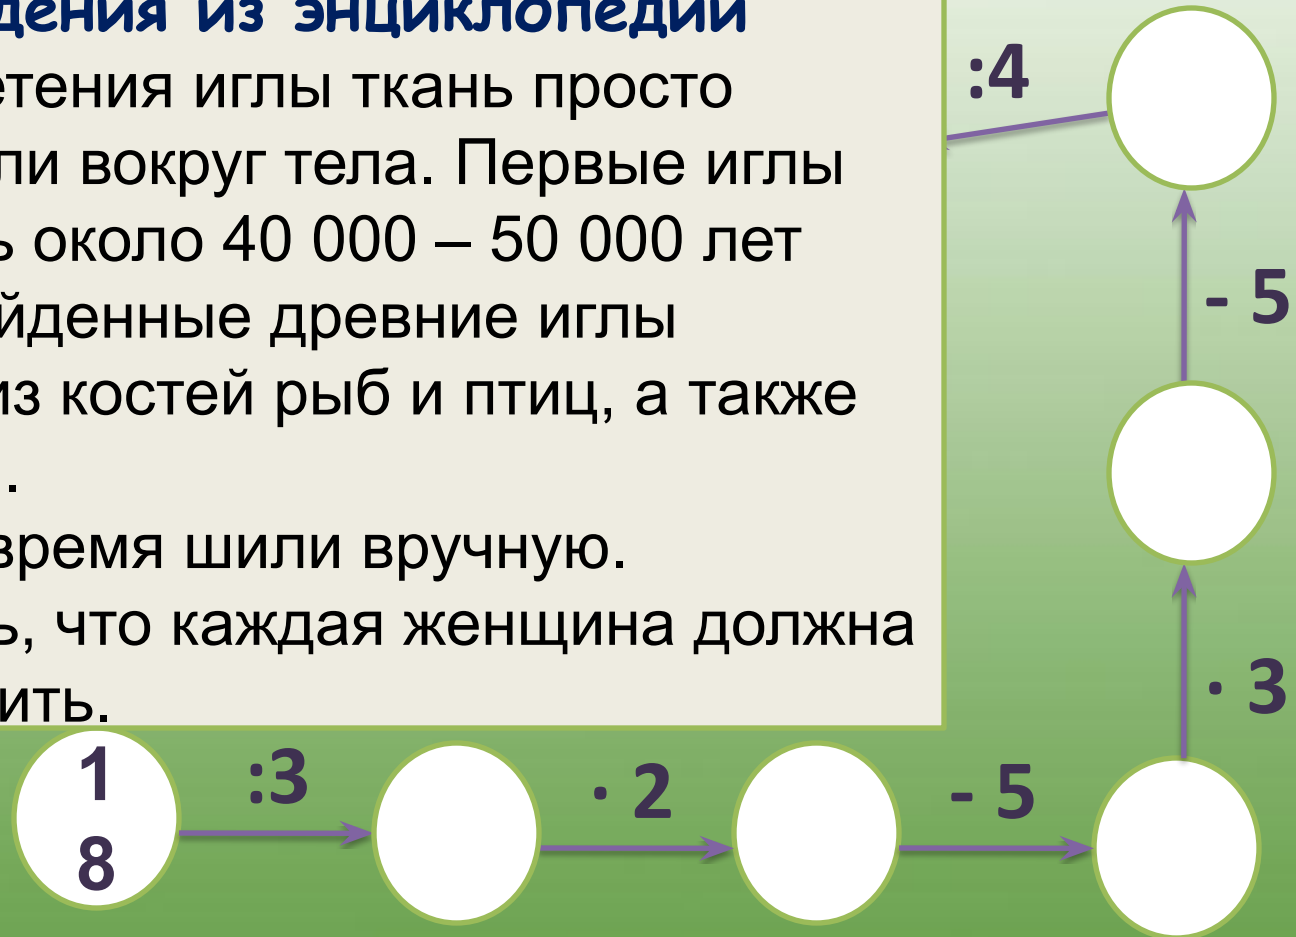 дения из энциклопедии
етения иглы ткань просто
ли вокруг тела. Первые иглы
ь около 40 000 – 50 000 лет
йденные древние иглы
из костей рыб и птиц, а также
.
время шили вручную.
ь, что каждая женщина должна
ить.
:4
- 5
· 3
1
8
:3
· 2
- 5